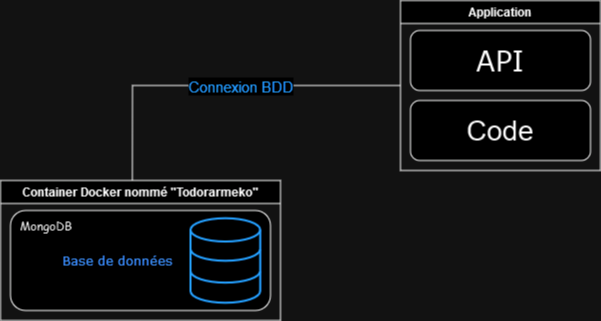 Application
API
Connexion BDD
Code
Container Docker nommé "Todorarmeko"
MongoDB
Base de données